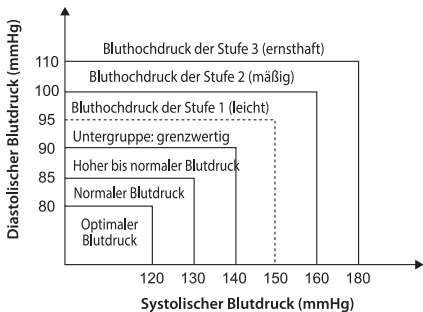 Diastolischer Blutdruck (mmHg)
Bluthochdruck der Stufe 3 (ernsthaft)
110
Bluthochdruck der Stufe 2 (mäßig)
100
Bluthochdruck der Stufe 1 (leicht)
95
Untergruppe: grenzwertig
90
Hoher bis normaler Blutdruck
85
Normaler Blutdruck
80
Optimaler
Blutdruck
120 130 140 150 160 180
Systolischer Blutdruck (mmHg)